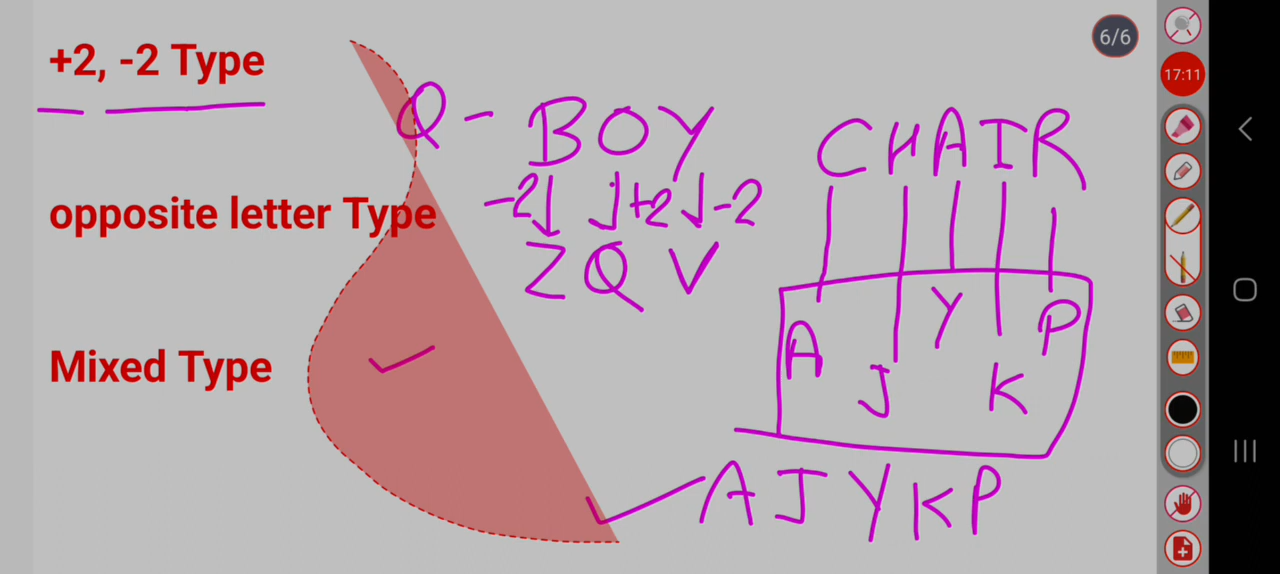 +2, -2 Type
opposite letter Type
Mixed Type
Q - BOY
-2 +2 -2
ZQV
CHAIR
A J Y K P
AJYKP
6/6
17:11